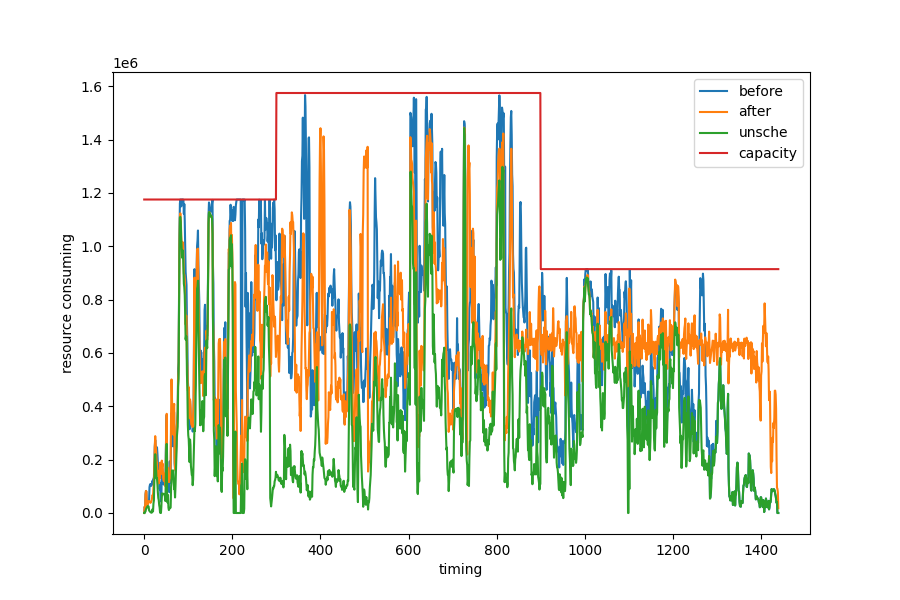 1e6
1.6
1.4
1.2
1.0
0.8
0.6
0.4
0.2
0.0
resource consuming
before
after
unsche
capacity
0 200 400 600 800 1000 1200 1400
timing